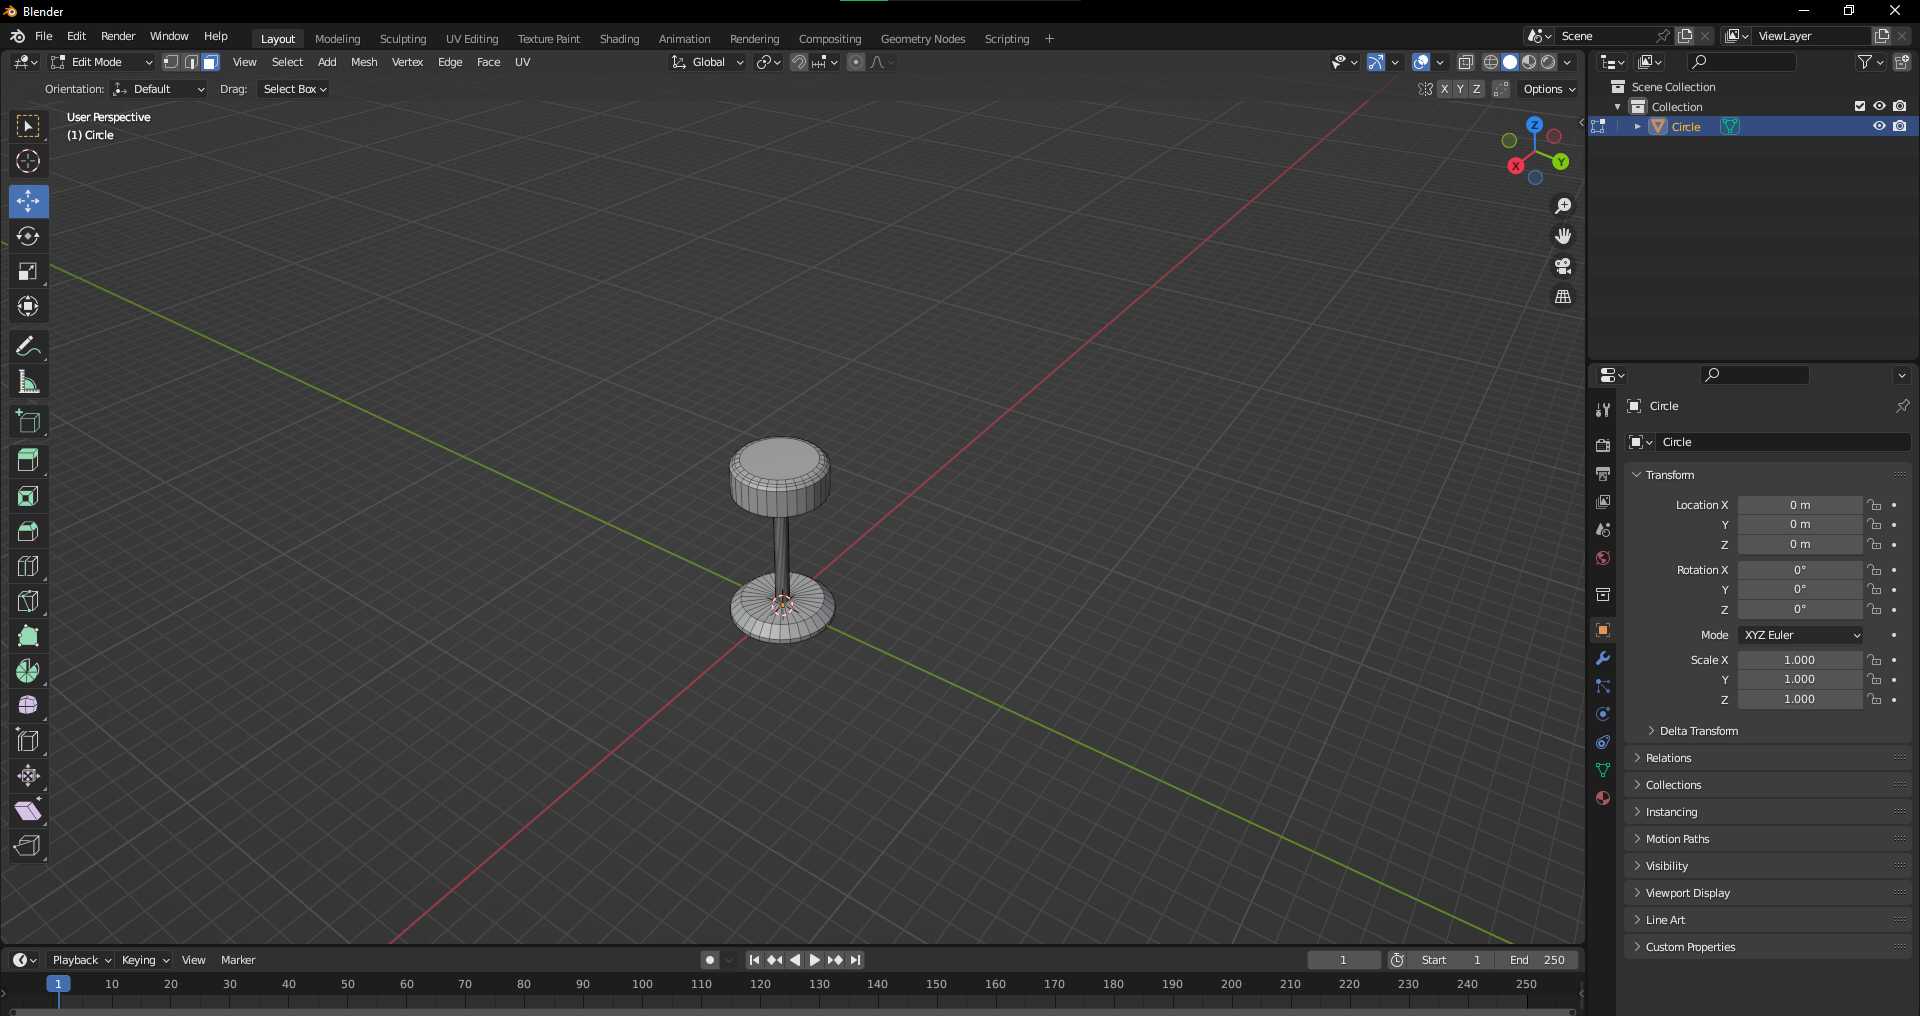 Blender
File Edit Render Window Help
Layout Modeling Sculpting UV Editing Texture Paint Shading Animation Rendering Compositing Geometry Nodes Scripting +
Scene
ViewLayer
Edit Mode
View Select Add Mesh Vertex Edge Face UV
Global
Orientation: Default Drag: Select Box
X Y Z
Options
User Perspective
(1) Circle
Z
Y
X
Scene Collection
Collection
Circle
Circle
Circle
Transform
Location X 0 m
Y 0 m
Z 0 m
Rotation X 0°
Y 0°
Z 0°
Mode XYZ Euler
Scale X 1.000
Y 1.000
Z 1.000
Delta Transform
Relations
Collections
Instancing
Motion Paths
Visibility
Viewport Display
Line Art
Custom Properties
Playback Keying View Marker
1
Start 1
End 250
1 10 20 30 40 50 60 70 80 90 100 110 120 130 140 150 160 170 180 190 200 210 220 230 240 250